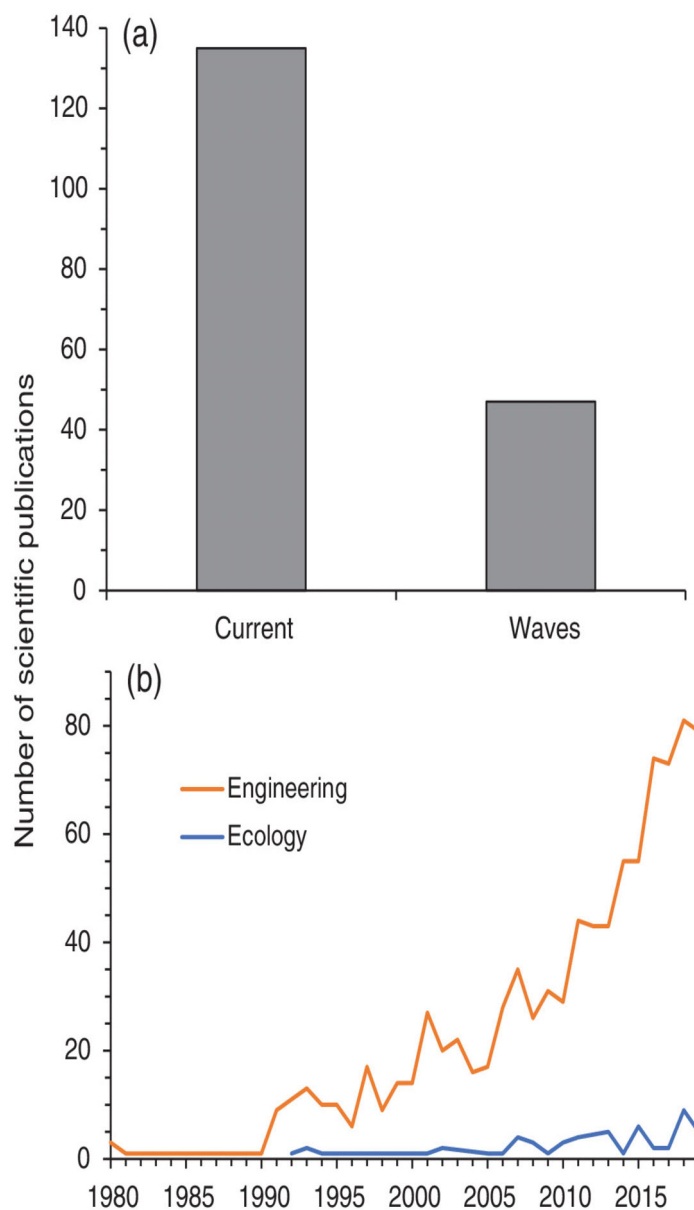 (a)
140
120
100
80
60
40
20
0
Current Waves
Number of scientific publications
(b)
80
60
40
20
0
Engineering
Ecology
1980 1985 1990 1995 2000 2005 2010 2015